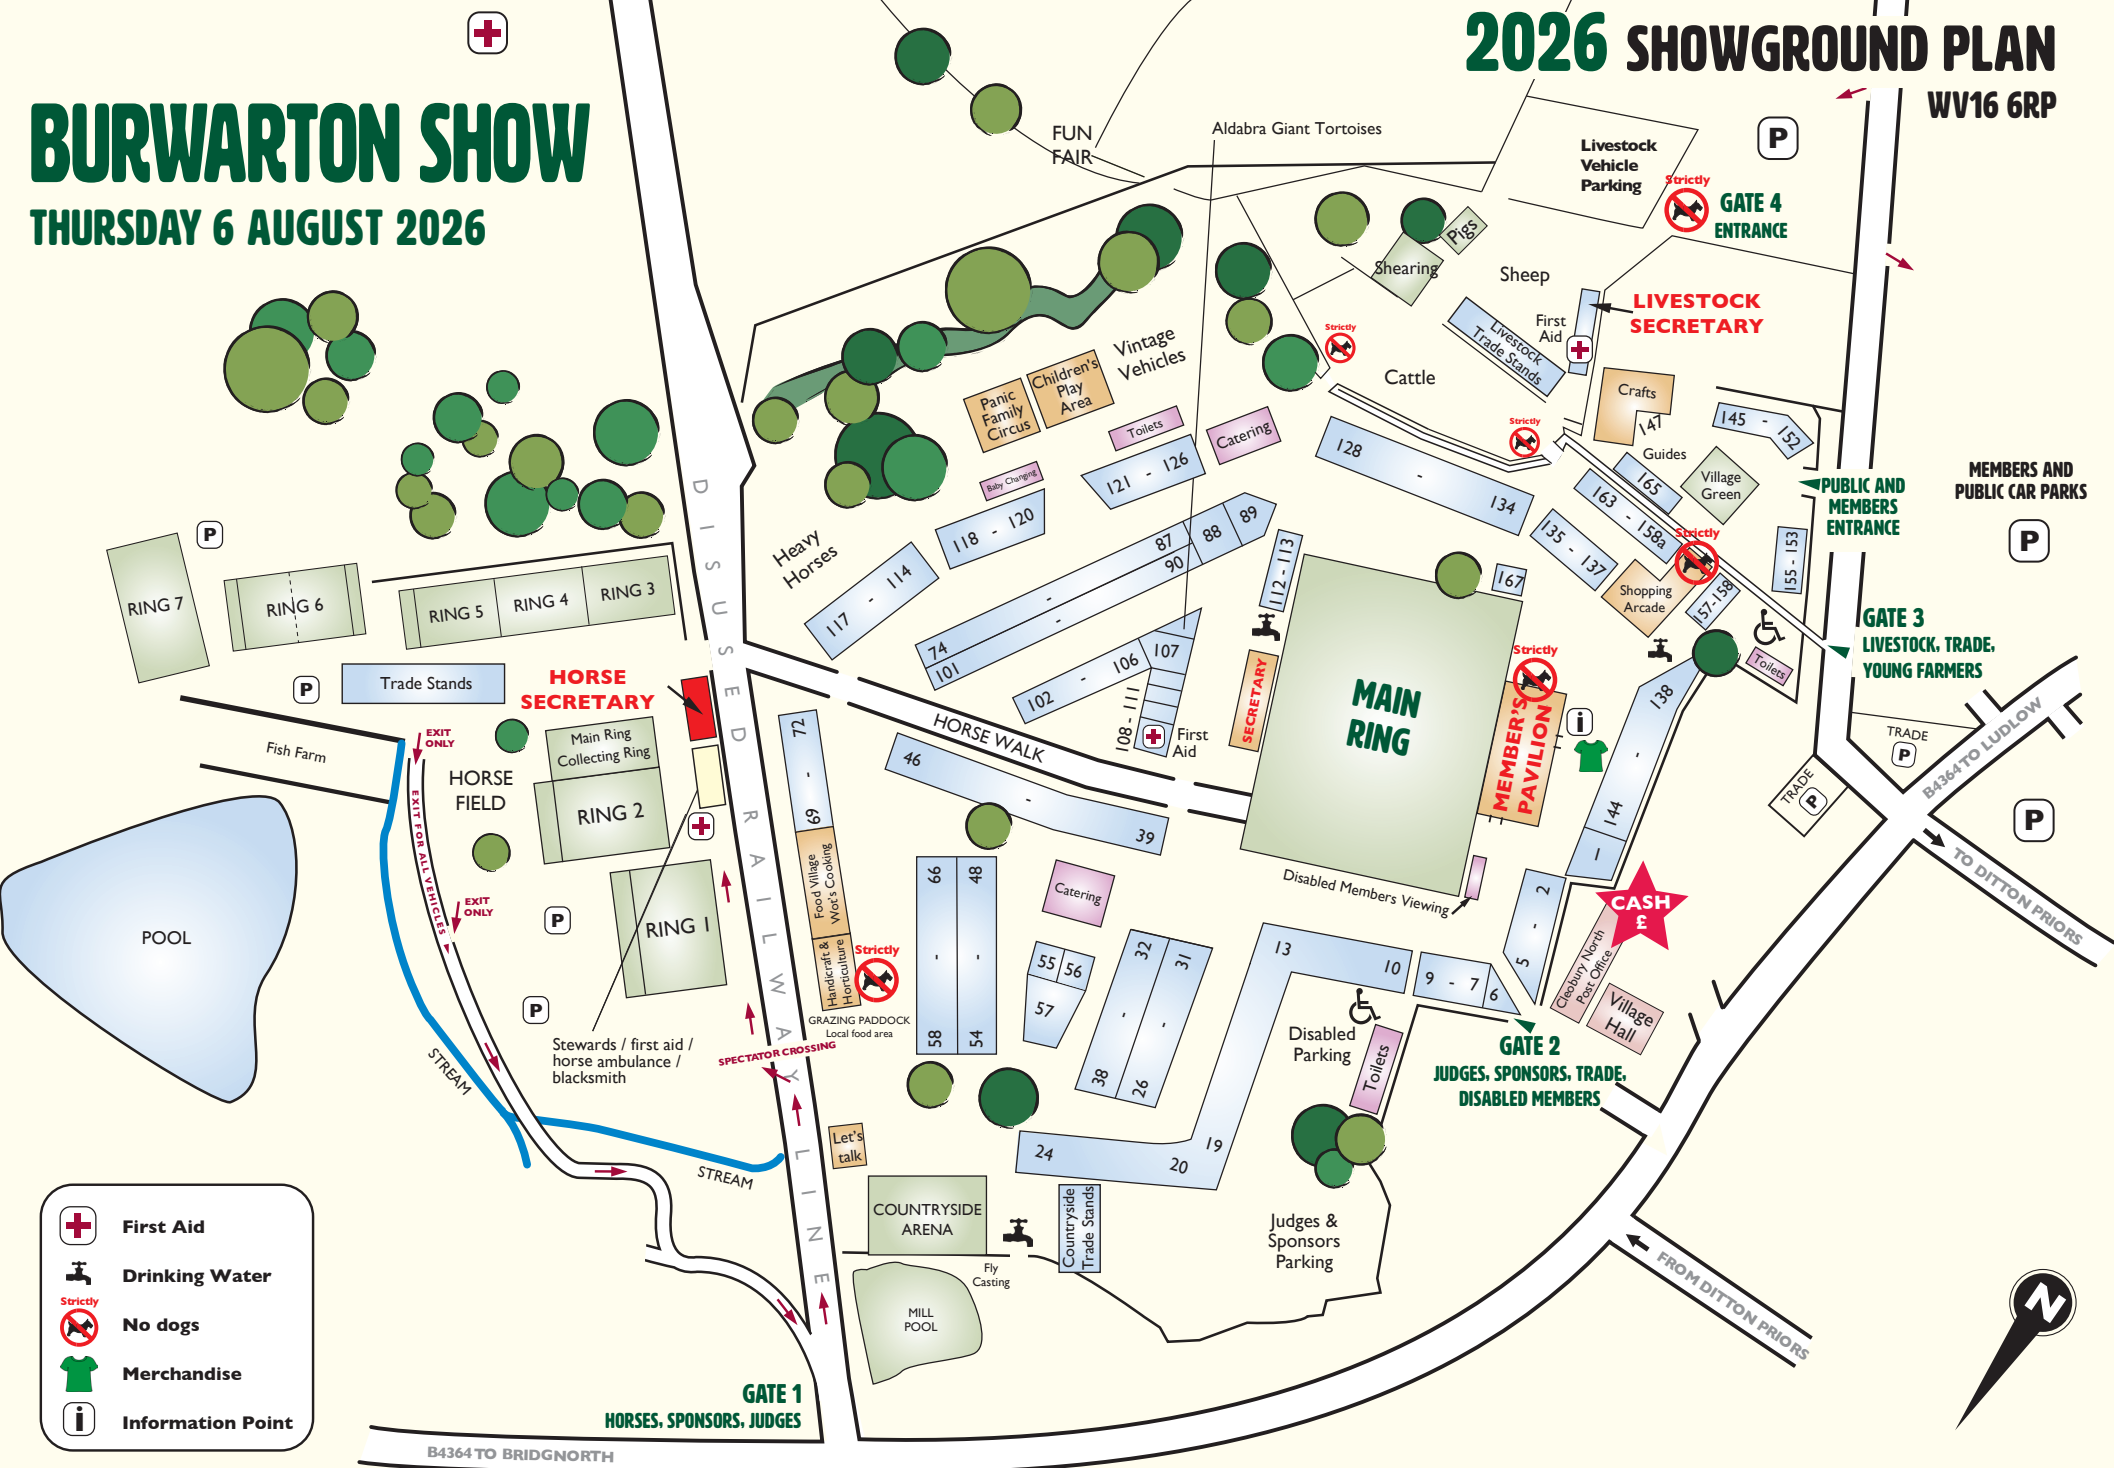 2026 SHOWGROUND PLAN
WV16 6RP
BURWARTON SHOW
THURSDAY 6 AUGUST 2026
FUN
FAIR
Aldabra Giant Tortoises
Livestock
Vehicle
Parking
P
Strictly
GATE 4
ENTRANCE
Pigs
Shearing
Sheep
LIVESTOCK
SECRETARY
First
Aid
Livestock
Trade Stands
Strictly
Cattle
Vintage
Vehicles
Children's
Play
Area
Panic
Family
Circus
Toilets
Catering
Baby Changing
121 - 126
118 - 120
128 - 134
Strictly
Crafts
147
145 - 152
Guides
165
Village
Green
163 - 158a
135 - 137
Strictly
Shopping
Arcade
57-158
155 - 153
PUBLIC AND
MEMBERS
ENTRANCE
MEMBERS AND
PUBLIC CAR PARKS
P
GATE 3
LIVESTOCK, TRADE,
YOUNG FARMERS
Toilets
Heavy
Horses
117 - 114
74 - 87
88
89
101 - 90
112 - 113
102 - 106
107
108 - 111
First
Aid
SECRETARY
MAIN
RING
167
Strictly
MEMBER'S
PAVILION
i
138 - 144
1
TRADE
P
TRADE
P
B4364 TO LUDLOW
P
TO DITTON PRIORS
P
RING 7
RING 6
RING 5
RING 4
RING 3
P
Trade Stands
HORSE
SECRETARY
Main Ring
Collecting Ring
RING 2
RING 1
HORSE
FIELD
Fish Farm
EXIT
ONLY
EXIT FOR ALL VEHICLES
EXIT
ONLY
P
P
POOL
STREAM
STREAM
Stewards / first aid /
horse ambulance /
blacksmith
DISUSED RAILWAY LINE
HORSE WALK
72 - 69
Food Village
Wot's Cooking
Handicraft &
Horticulture
Strictly
GRAZING PADDOCK
Local food area
SPECTATOR CROSSING
46 - 39
66 - 58
48 - 54
Catering
55
56
57
32 - 38
31 - 26
13
10
19
20
24
9 - 7
6
2 - 5
Disabled Members Viewing
CASH
£
Cleobury North
Post Office
Village
Hall
Disabled
Parking
Toilets
GATE 2
JUDGES, SPONSORS, TRADE,
DISABLED MEMBERS
Let's
talk
COUNTRYSIDE
ARENA
Countryside
Trade Stands
Fly
Casting
MILL
POOL
Judges &
Sponsors
Parking
FROM DITTON PRIORS
GATE 1
HORSES, SPONSORS, JUDGES
B4364 TO BRIDGNORTH
First Aid
Drinking Water
Strictly
No dogs
Merchandise
i
Information Point
N